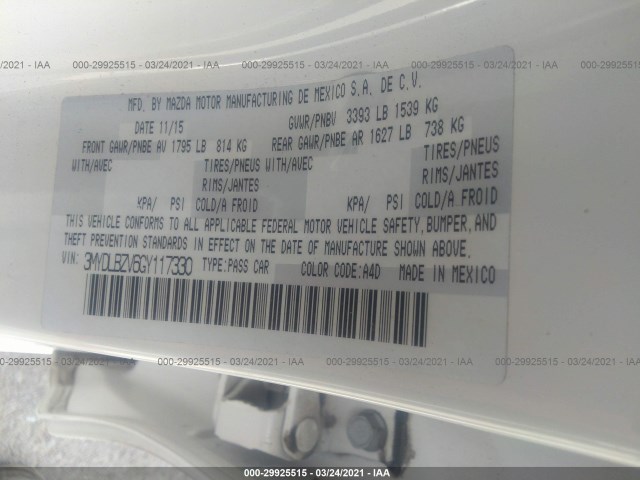 000-29925515 - 03/24/2021 - IAA
MFD. BY MAZDA MOTOR MANUFACTURING DE MEXICO S.A. DE C.V.
DATE 11/15 GVWR/PNBV 3393 LB 1539 KG
FRONT GAWR/PNBE AV 1795 LB 814 KG REAR GAWR/PNBE AR 1627 LB 738 KG
WITH/AVEC TIRES/PNEUS WITH/AVEC TIRES/PNEUS
RIMS/JANTES RIMS/JANTES
KPA/ PSI COLD/A FROID KPA/ PSI COLD/A FROID
THIS VEHICLE CONFORMS TO ALL APPLICABLE FEDERAL MOTOR VEHICLE SAFETY, BUMPER, AND
THEFT PREVENTION STANDARDS IN EFFECT ON THE DATE OF MANUFACTURE SHOWN ABOVE.
VIN: 3MYDLBZV6GY117330 TYPE:PASS CAR COLOR CODE:A4D MADE IN MEXICO
000-29925515 - 03/24/2021 - IAA
000-29925515 - 03/24/2021 - IAA